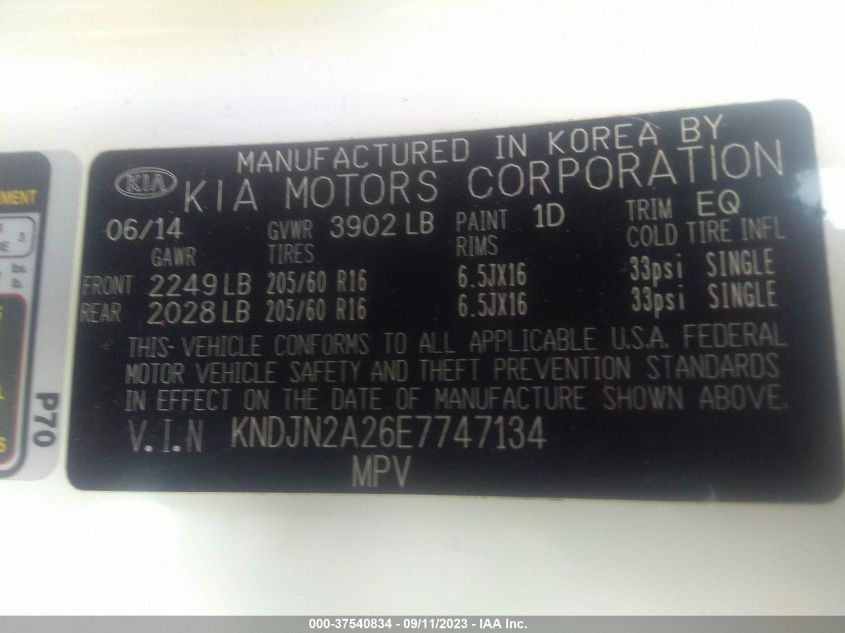 MANUFACTURED IN KOREA BY
KIA KIA MOTORS CORPORATION
06/14 GVWR 3902 LB PAINT 1D TRIM EQ
GAWR TIRES RIMS COLD TIRE INFL
FRONT 2249 LB 205/60 R16 6.5JX16 33psi SINGLE
REAR 2028 LB 205/60 R16 6.5JX16 33psi SINGLE
THIS VEHICLE CONFORMS TO ALL APPLICABLE U.S.A. FEDERAL
MOTOR VEHICLE SAFETY AND THEFT PREVENTION STANDARDS
IN EFFECT ON THE DATE OF MANUFACTURE SHOWN ABOVE.
V.I.N KNDJN2A26E7747134
MPV
P70
000-37540834 - 09/11/2023 - IAA Inc.